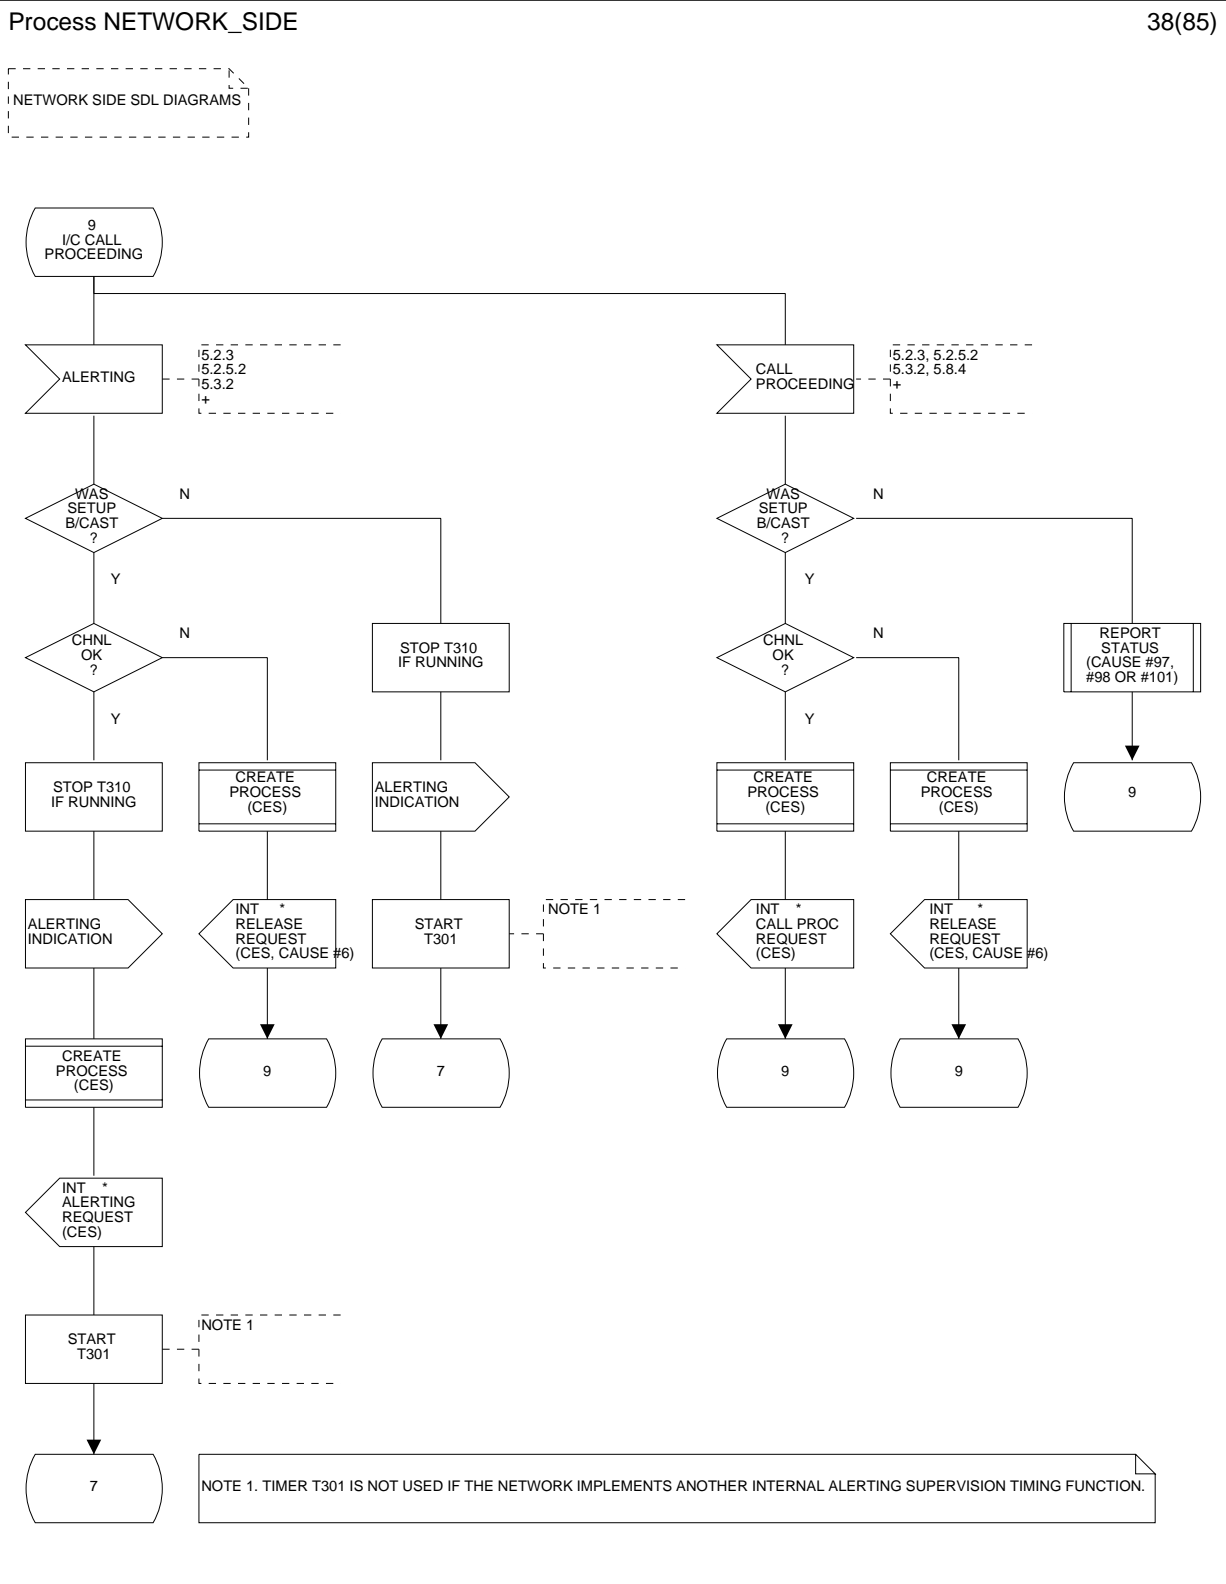 Process NETWORK_SIDE
38(85)
NETWORK SIDE SDL DIAGRAMS
9
I/C CALL
PROCEEDING
ALERTING
5.2.3
5.2.5.2
5.3.2
+
CALL
PROCEEDING
5.2.3, 5.2.5.2
5.3.2, 5.8.4
+
WAS
SETUP
B/CAST
?
N
Y
WAS
SETUP
B/CAST
?
N
Y
CHNL
OK
?
N
Y
STOP T310
IF RUNNING
CHNL
OK
?
N
Y
REPORT
STATUS
(CAUSE #97,
#98 OR #101)
STOP T310
IF RUNNING
CREATE
PROCESS
(CES)
ALERTING
INDICATION
CREATE
PROCESS
(CES)
CREATE
PROCESS
(CES)
9
ALERTING
INDICATION
INT *
RELEASE
REQUEST
(CES, CAUSE #6)
START
T301
NOTE 1
INT *
CALL PROC
REQUEST
(CES)
INT *
RELEASE
REQUEST
(CES, CAUSE #6)
CREATE
PROCESS
(CES)
9
7
9
9
INT *
ALERTING
REQUEST
(CES)
START
T301
NOTE 1
7
NOTE 1. TIMER T301 IS NOT USED IF THE NETWORK IMPLEMENTS ANOTHER INTERNAL ALERTING SUPERVISION TIMING FUNCTION.